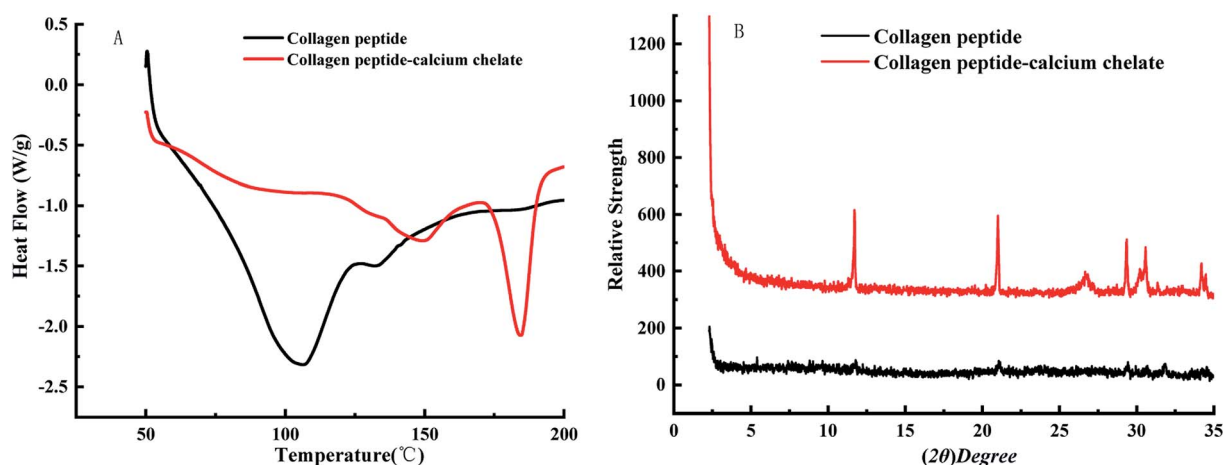 A
Collagen peptide
Collagen peptide-calcium chelate
0.5
0.0
-0.5
-1.0
-1.5
-2.0
-2.5
Heat Flow (W/g)
50
100
150
200
Temperature(℃)
B
Collagen peptide
Collagen peptide-calcium chelate
1200
1000
800
600
400
200
0
Relative Strength
0
5
10
15
20
25
30
35
(2θ)Degree